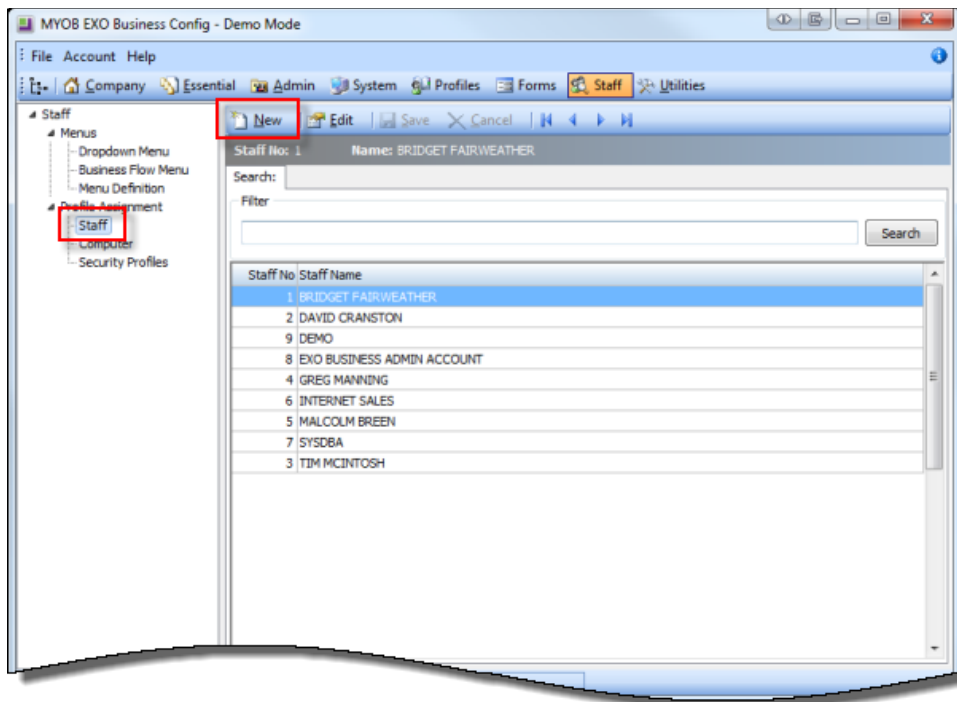 MYOB EXO Business Config - Demo Mode
File Account Help
Company Essential Admin System Profiles Forms Staff Utilities
Staff
Menus
Dropdown Menu
Business Flow Menu
Menu Definition
Profile Assignment
Staff
Computer
Security Profiles
New Edit Save Cancel
Staff No: 1 Name: BRIDGET FAIRWEATHER
Search:
Filter
Search
Staff No Staff Name
1 BRIDGET FAIRWEATHER
2 DAVID CRANSTON
9 DEMO
8 EXO BUSINESS ADMIN ACCOUNT
4 GREG MANNING
6 INTERNET SALES
5 MALCOLM BREEN
7 SYSDBA
3 TIM MCINTOSH